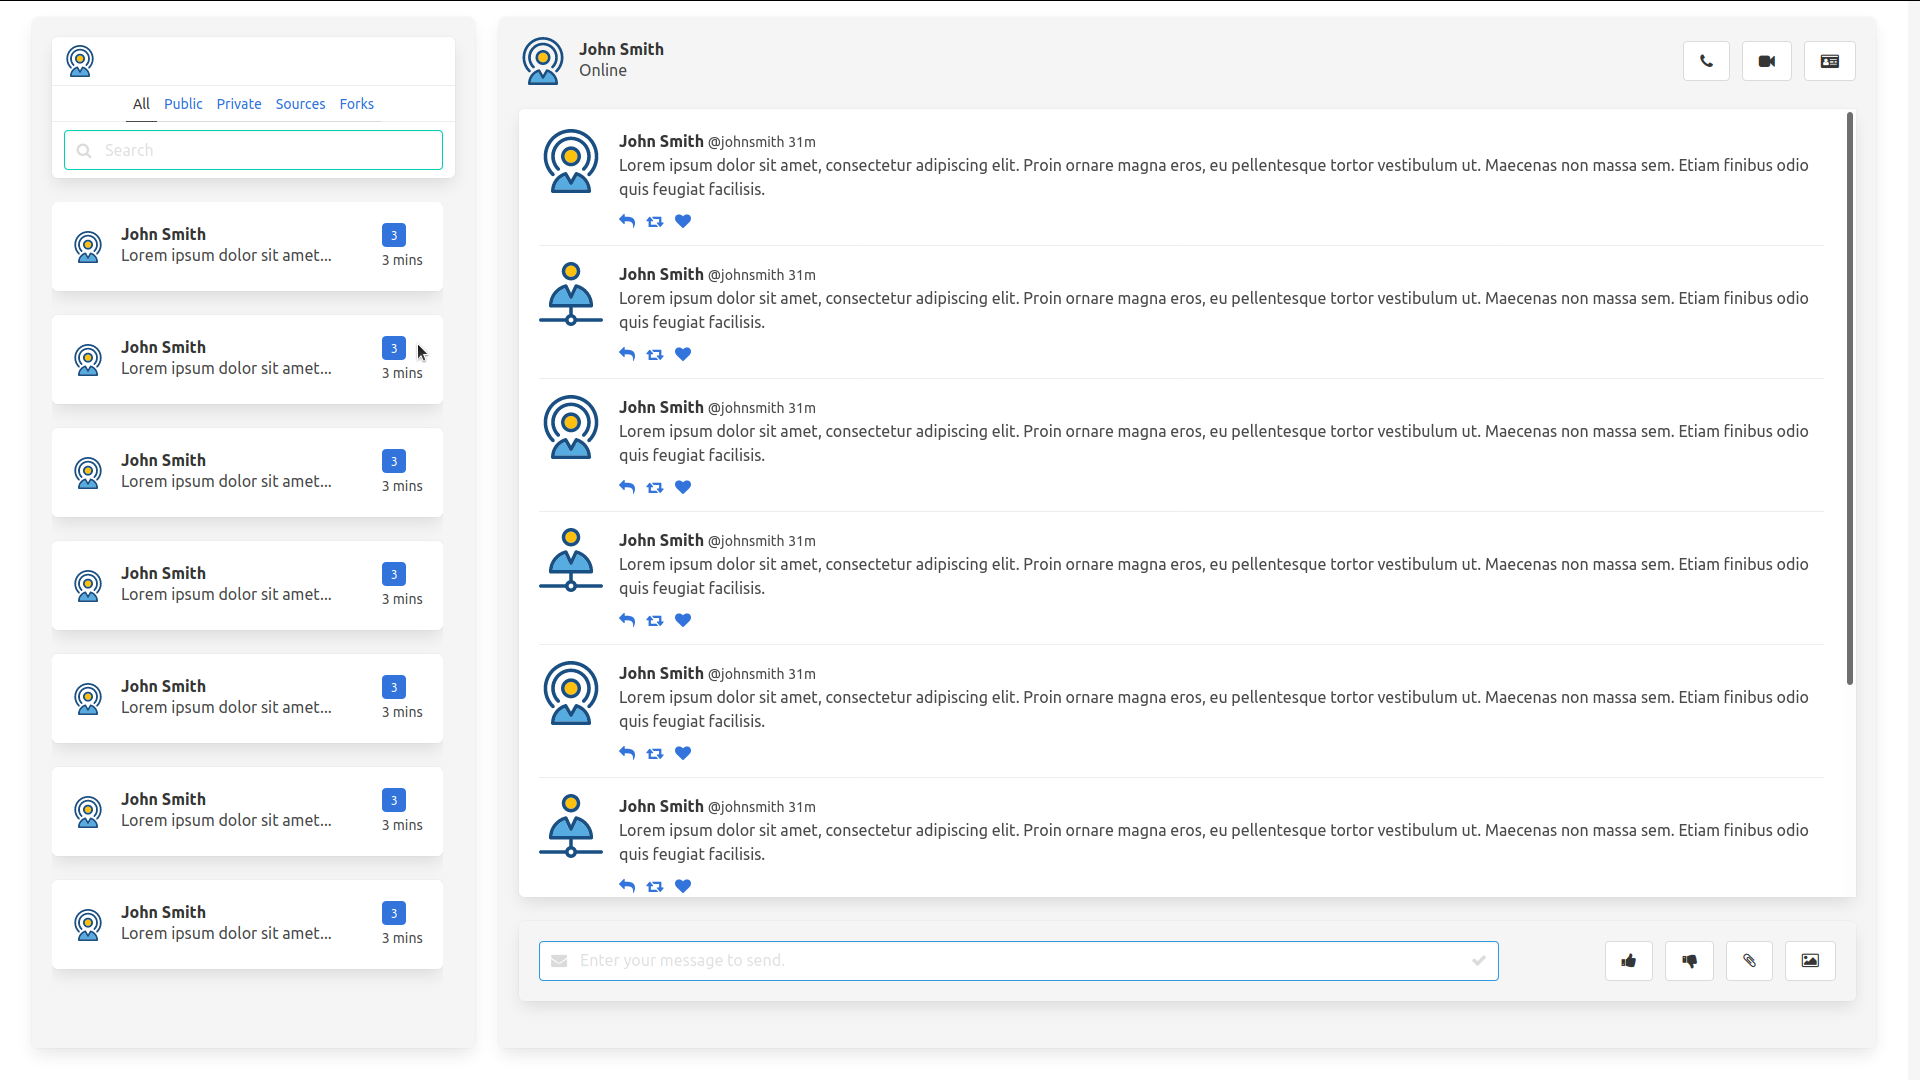 All Public Private Sources Forks
Search
John Smith
Lorem ipsum dolor sit amet...
3
3 mins
John Smith
Lorem ipsum dolor sit amet...
3
3 mins
John Smith
Lorem ipsum dolor sit amet...
3
3 mins
John Smith
Lorem ipsum dolor sit amet...
3
3 mins
John Smith
Lorem ipsum dolor sit amet...
3
3 mins
John Smith
Lorem ipsum dolor sit amet...
3
3 mins
John Smith
Lorem ipsum dolor sit amet...
3
3 mins
John Smith
Online
John Smith @johnsmith 31m
Lorem ipsum dolor sit amet, consectetur adipiscing elit. Proin ornare magna eros, eu pellentesque tortor vestibulum ut. Maecenas non massa sem. Etiam finibus odio
quis feugiat facilisis.
John Smith @johnsmith 31m
Lorem ipsum dolor sit amet, consectetur adipiscing elit. Proin ornare magna eros, eu pellentesque tortor vestibulum ut. Maecenas non massa sem. Etiam finibus odio
quis feugiat facilisis.
John Smith @johnsmith 31m
Lorem ipsum dolor sit amet, consectetur adipiscing elit. Proin ornare magna eros, eu pellentesque tortor vestibulum ut. Maecenas non massa sem. Etiam finibus odio
quis feugiat facilisis.
John Smith @johnsmith 31m
Lorem ipsum dolor sit amet, consectetur adipiscing elit. Proin ornare magna eros, eu pellentesque tortor vestibulum ut. Maecenas non massa sem. Etiam finibus odio
quis feugiat facilisis.
John Smith @johnsmith 31m
Lorem ipsum dolor sit amet, consectetur adipiscing elit. Proin ornare magna eros, eu pellentesque tortor vestibulum ut. Maecenas non massa sem. Etiam finibus odio
quis feugiat facilisis.
John Smith @johnsmith 31m
Lorem ipsum dolor sit amet, consectetur adipiscing elit. Proin ornare magna eros, eu pellentesque tortor vestibulum ut. Maecenas non massa sem. Etiam finibus odio
quis feugiat facilisis.
Enter your message to send.